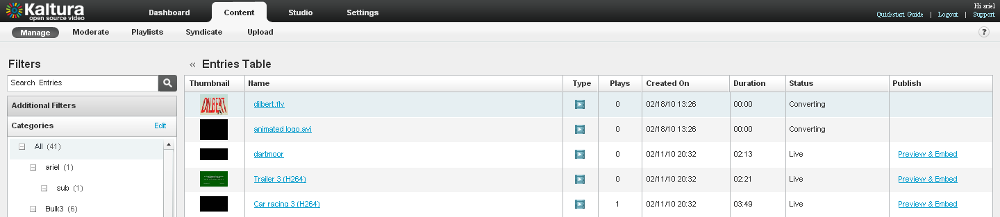 Kaltura
open source video
Dashboard Content Studio Settings
Hi ariel
Quickstart Guide | Logout | Support
Manage Moderate Playlists Syndicate Upload
?
Filters
« Entries Table
Search Entries
Thumbnail Name Type Plays Created On Duration Status Publish
Additional Filters
DILBERT dilbert.flv 0 02/18/10 13:26 00:00 Converting
Categories Edit
animated logo.avi 0 02/18/10 13:26 00:00 Converting
All (41)
dartmoor 0 02/11/10 20:32 02:13 Live Preview & Embed
ariel (1)
Trailer 3 (H264) 0 02/11/10 20:32 02:21 Live Preview & Embed
sub (1)
Car racing 3 (H264) 1 02/11/10 20:32 03:49 Live Preview & Embed
Bulk3 (6)